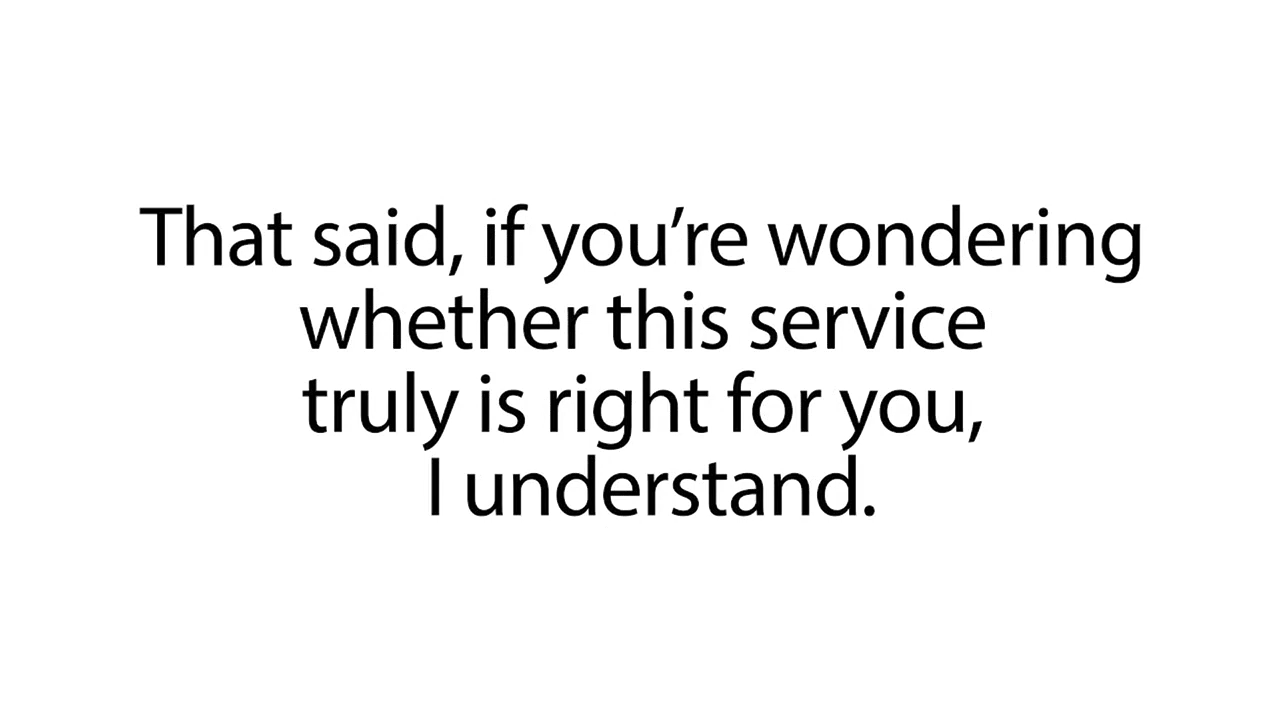 That said, if you’re wondering
whether this service
truly is right for you,
I understand.